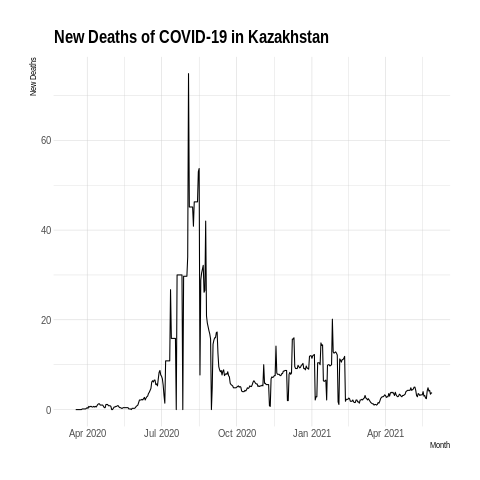 New Deaths of COVID-19 in Kazakhstan
New Deaths
60
40
20
0
Apr 2020 Jul 2020 Oct 2020 Jan 2021 Apr 2021
Month